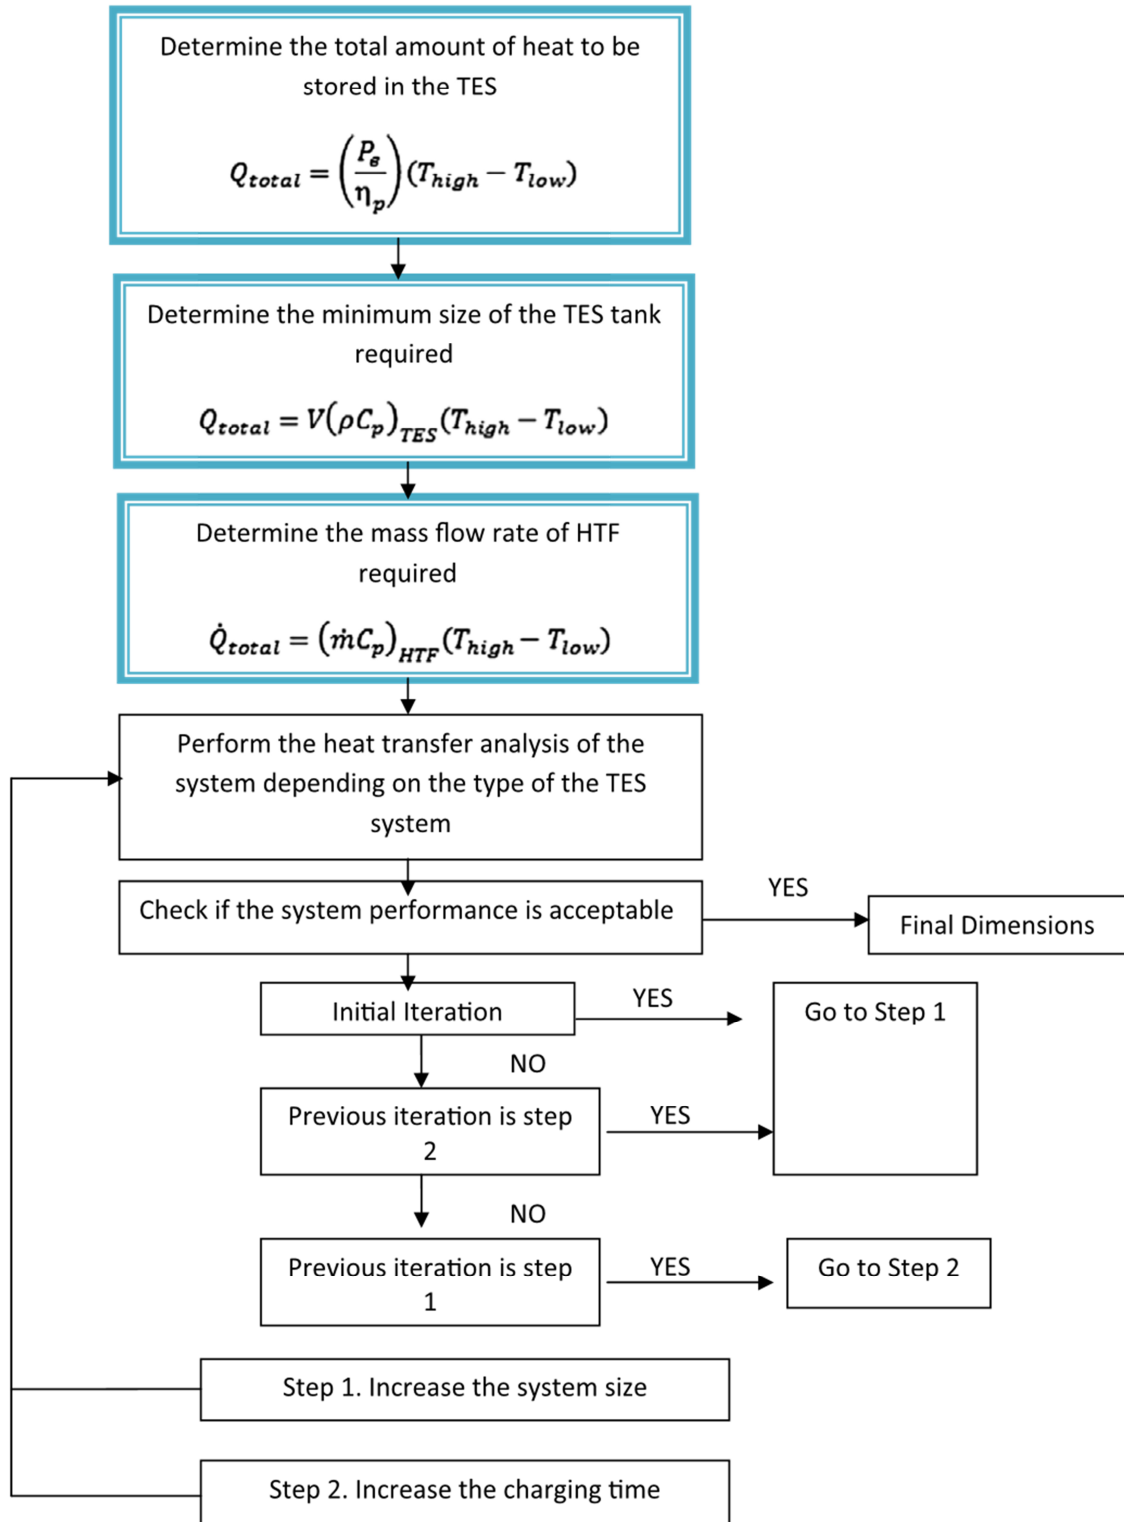 Determine the total amount of heat to be
stored in the TES
Q_total = (P_e / η_p) (T_high − T_low)
Determine the minimum size of the TES tank
required
Q_total = V(ρC_p)_TES (T_high − T_low)
Determine the mass flow rate of HTF
required
Q̇_total = (ṁC_p)_HTF (T_high − T_low)
Perform the heat transfer analysis of the
system depending on the type of the TES
system
Check if the system performance is acceptable
YES
Final Dimensions
Initial Iteration
YES
Go to Step 1
NO
Previous iteration is step
2
YES
NO
Previous iteration is step
1
YES
Go to Step 2
Step 1. Increase the system size
Step 2. Increase the charging time